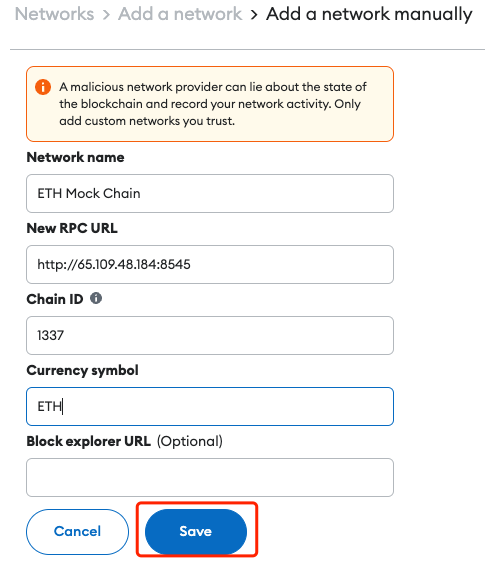 Networks > Add a network > Add a network manually
A malicious network provider can lie about the state of
the blockchain and record your network activity. Only
add custom networks you trust.
Network name
ETH Mock Chain
New RPC URL
http://65.109.48.184:8545
Chain ID
1337
Currency symbol
ETH
Block explorer URL (Optional)
Cancel Save